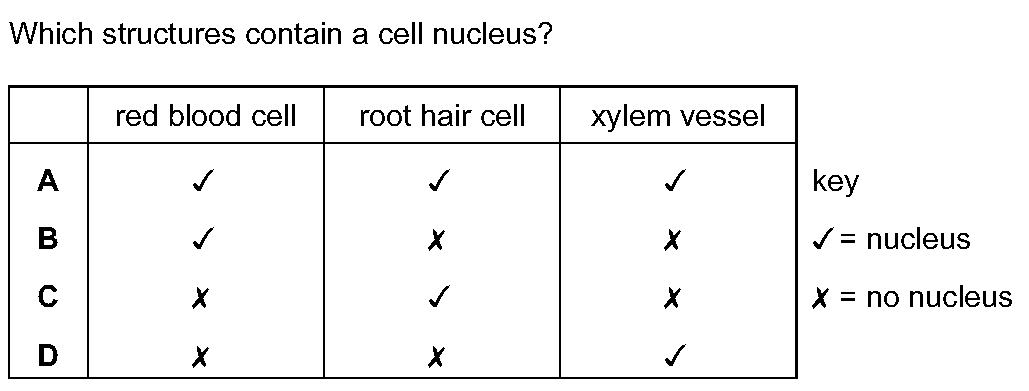 Which structures contain a cell nucleus?
red blood cell root hair cell xylem vessel
A ✓ ✓ ✓ key
B ✓ ✗ ✗ ✓ = nucleus
C ✗ ✓ ✗ ✗ = no nucleus
D ✗ ✗ ✓